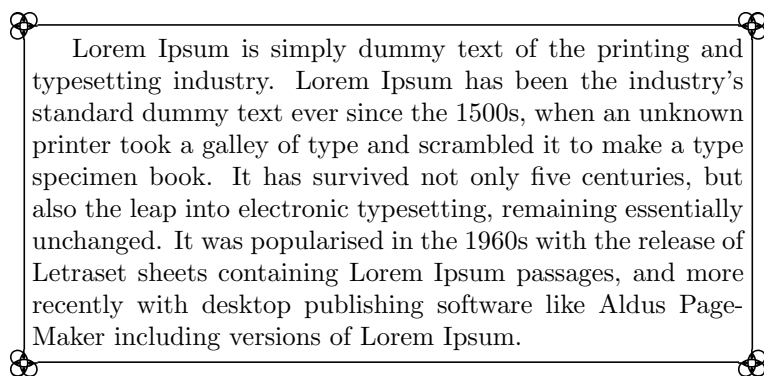 Lorem Ipsum is simply dummy text of the printing and
typesetting industry. Lorem Ipsum has been the industry's
standard dummy text ever since the 1500s, when an unknown
printer took a galley of type and scrambled it to make a type
specimen book. It has survived not only five centuries, but
also the leap into electronic typesetting, remaining essentially
unchanged. It was popularised in the 1960s with the release of
Letraset sheets containing Lorem Ipsum passages, and more
recently with desktop publishing software like Aldus Page-
Maker including versions of Lorem Ipsum.